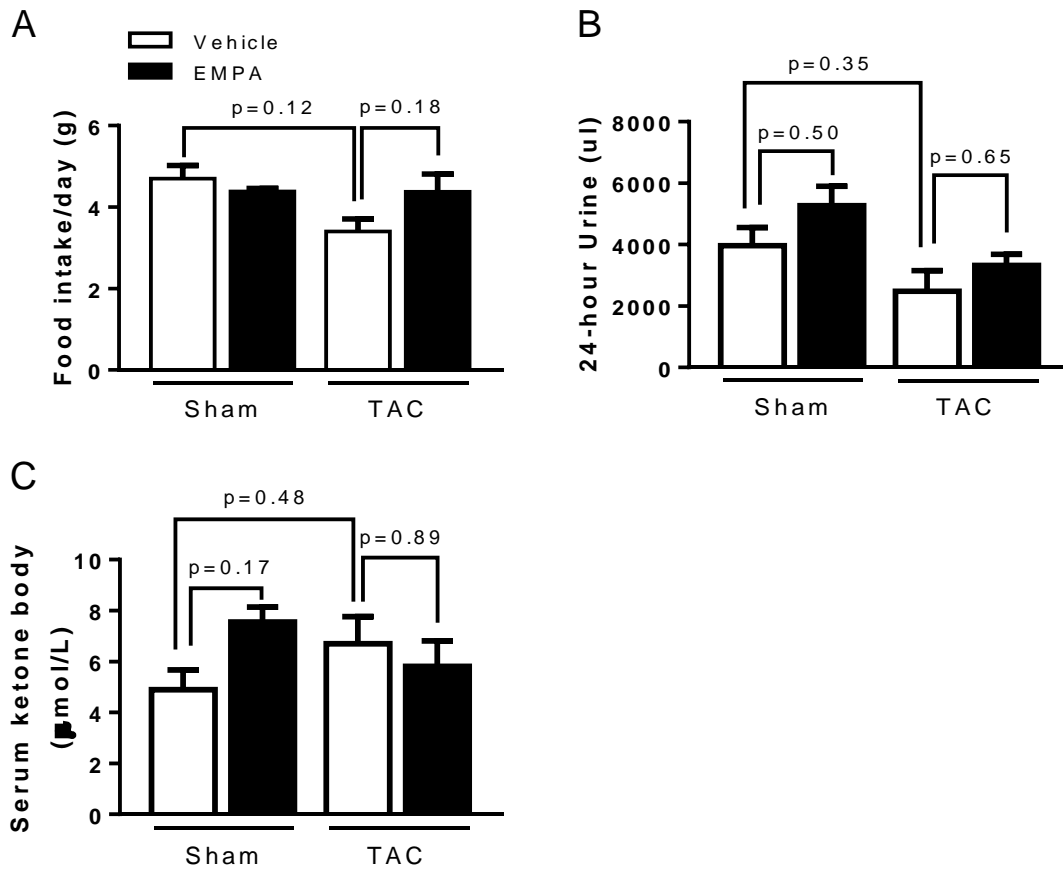 A
Vehicle
EMPA
p=0.12
p=0.18
Food intake/day (g)
6
4
2
0
Sham
TAC
B
p=0.35
p=0.50
p=0.65
24-hour Urine (ul)
8000
6000
4000
2000
0
Sham
TAC
C
p=0.48
p=0.89
p=0.17
Serum ketone body
(μmol/L)
10
8
6
4
2
0
Sham
TAC